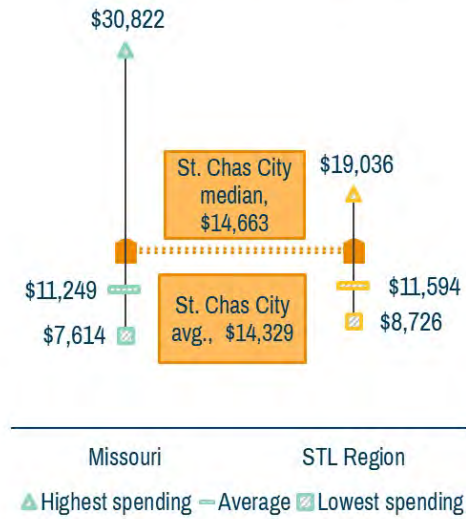 $30,822
St. Chas City
median,
$14,663
$19,036
$11,249
$11,594
St. Chas City
avg., $14,329
$7,614
$8,726
Missouri
STL Region
Highest spending
Average
Lowest spending